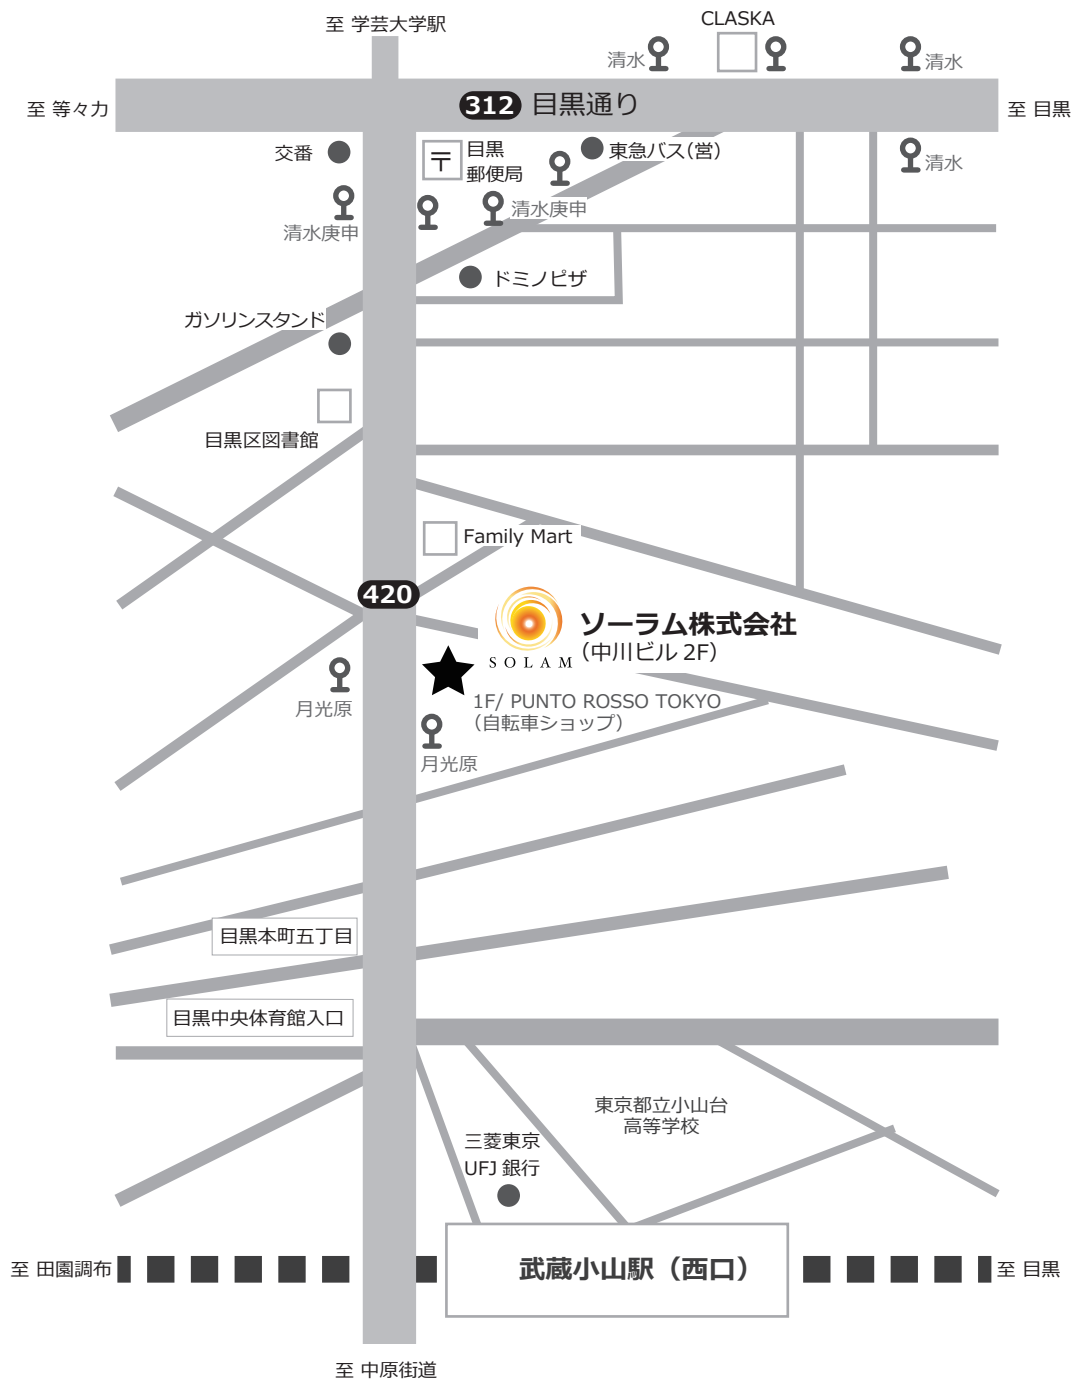 至 学芸大学駅
CLASKA
清水
清水
至 等々力
312 目黒通り
至 目黒
交番
〒
目黒
郵便局
東急バス(営)
清水
清水庚申
清水庚申
ドミノピザ
ガソリンスタンド
目黒区図書館
Family Mart
420
ソーラム株式会社
SOLAM
(中川ビル 2F)
1F/ PUNTO ROSSO TOKYO
(自転車ショップ)
月光原
月光原
目黒本町五丁目
目黒中央体育館入口
東京都立小山台
高等学校
三菱東京
UFJ 銀行
至 田園調布
武蔵小山駅（西口）
至 目黒
至 中原街道